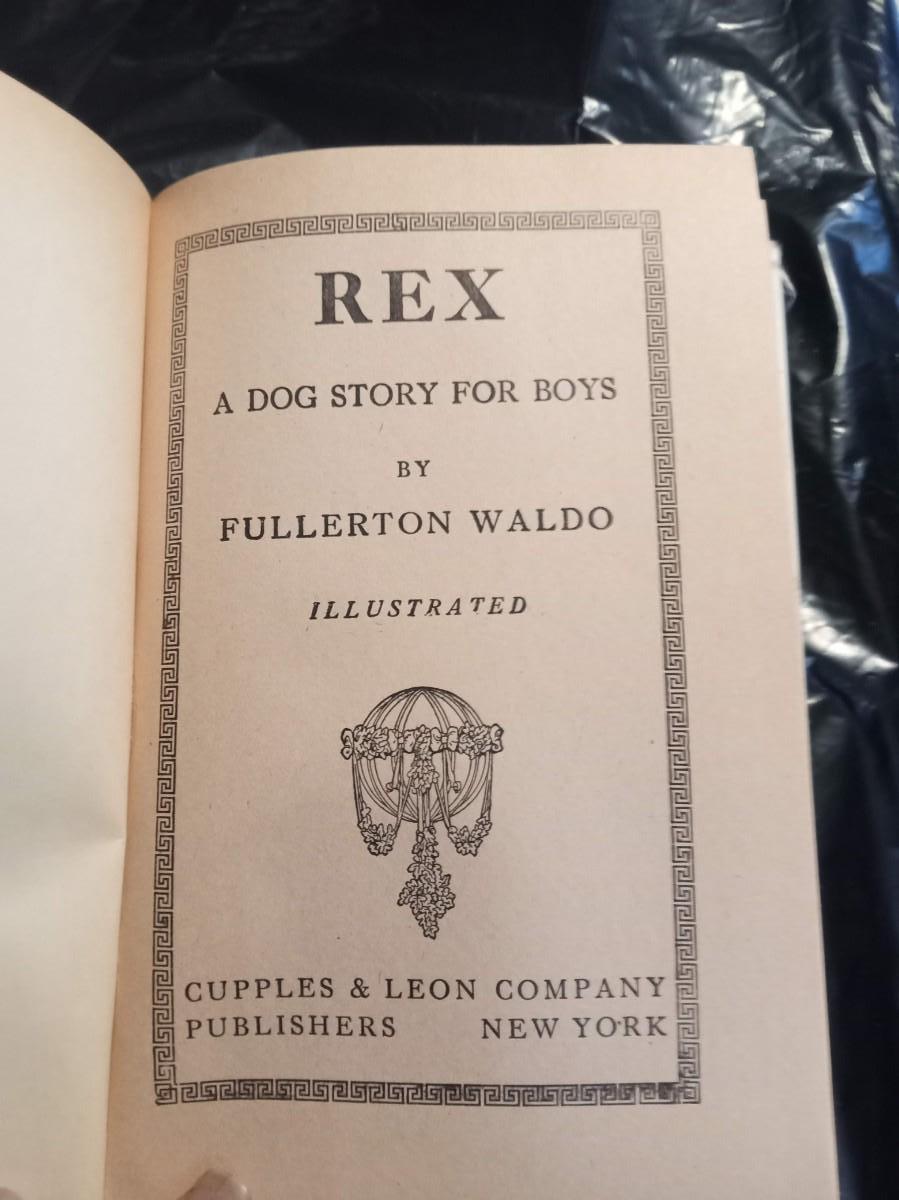 REX
A DOG STORY FOR BOYS
BY
FULLERTON WALDO
ILLUSTRATED
CUPPLES & LEON COMPANY
PUBLISHERS NEW YORK